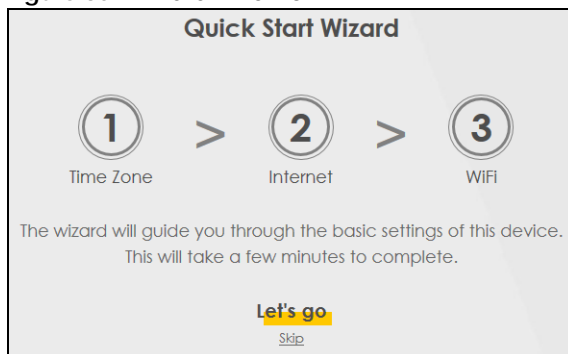 Quick Start Wizard
1 > 2 > 3
Time Zone Internet WiFi
The wizard will guide you through the basic settings of this device.
This will take a few minutes to complete.
Let's go
Skip